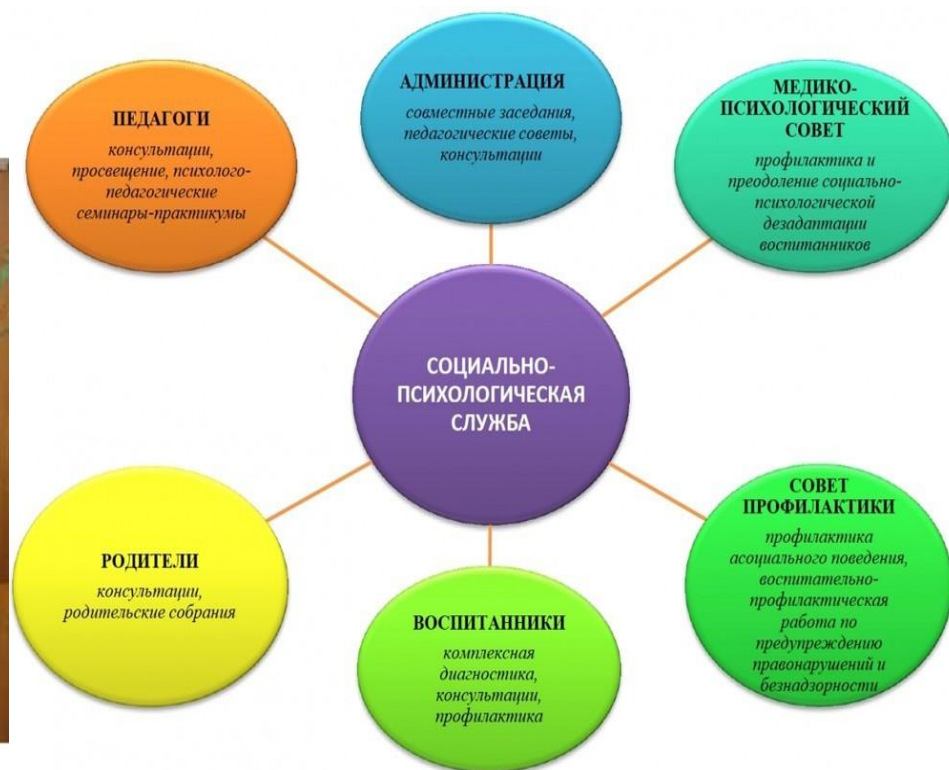 ПЕДАГОГИ
консультации,
просвещение, психолого-
педагогические
семинары-практикумы
АДМИНИСТРАЦИЯ
совместные заседания,
педагогические советы,
консультации
МЕДИКО-
ПСИХОЛОГИЧЕСКИЙ
СОВЕТ
профилактика и
преодоление социально-
психологической
дезадаптации
воспитанников
СОЦИАЛЬНО-
ПСИХОЛОГИЧЕСКАЯ
СЛУЖБА
РОДИТЕЛИ
консультации,
родительские собрания
ВОСПИТАННИКИ
комплексная
диагностика,
консультации,
профилактика
СОВЕТ
ПРОФИЛАКТИКИ
профилактика
асоциального поведения,
воспитательно-
профилактическая
работа по
предупреждению
правонарушений и
безнадзорности